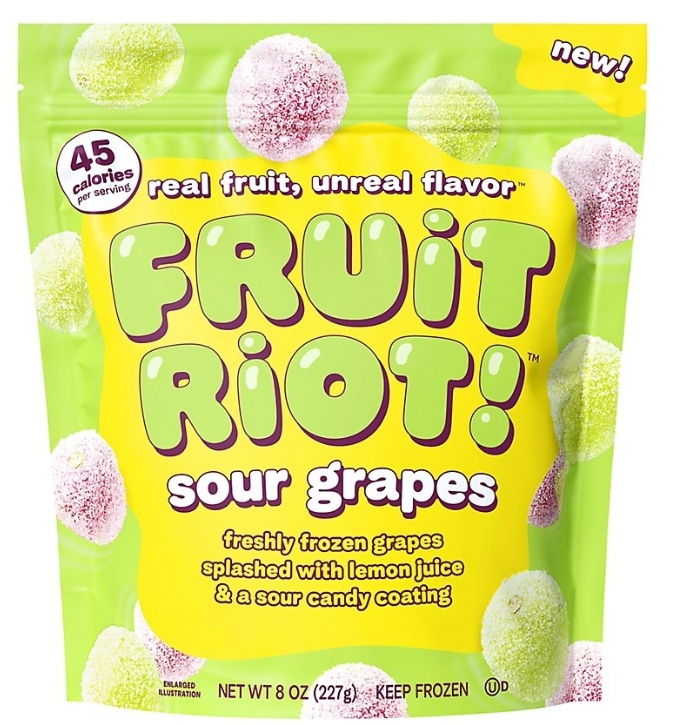 new!
45
calories
per serving
real fruit, unreal flavor™
FRUiT
RiOT!™
sour grapes
freshly frozen grapes
splashed with lemon juice
& a sour candy coating
ENLARGED
ILLUSTRATION
NET WT 8 OZ (227g) KEEP FROZEN ⓊD